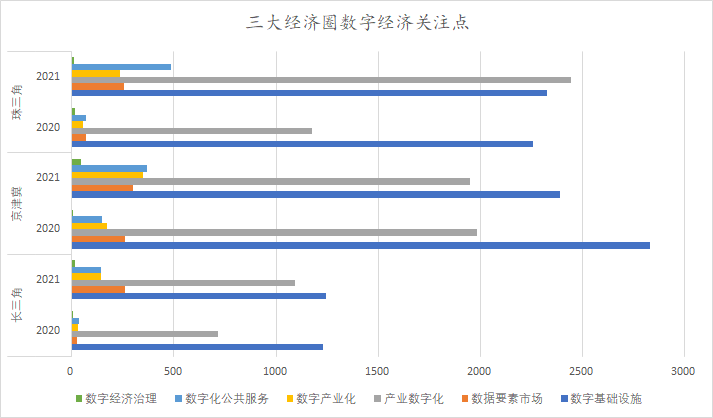 三大经济圈数字经济关注点
珠三角
2021
2020
京津冀
2021
2020
长三角
2021
2020
0 500 1000 1500 2000 2500 3000
数字经济治理 数字化公共服务 数字产业化 产业数字化 数据要素市场 数字基础设施